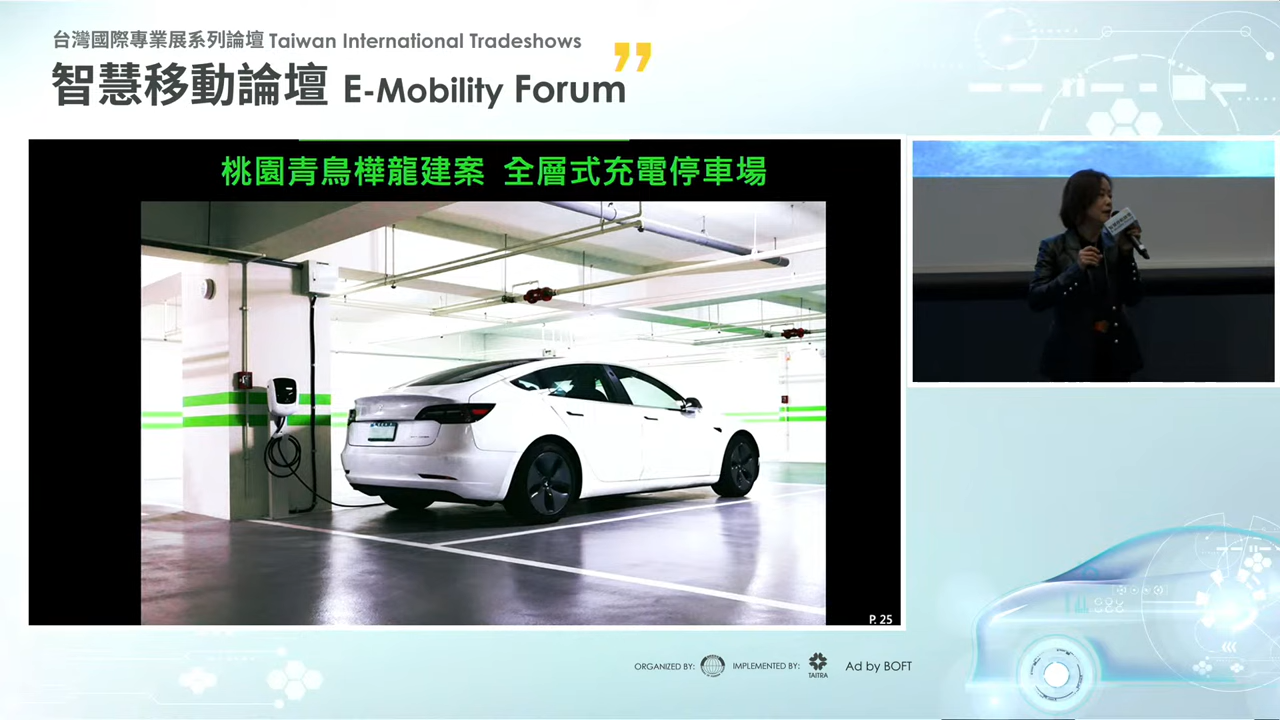 台灣國際專業展系列論壇 Taiwan International Tradeshows
智慧移動論壇 E-Mobility Forum
桃園青鳥樺龍建案 全層式充電停車場
P. 25
ORGANIZED BY:
IMPLEMENTED BY:
TAITRA
Ad by BOFT